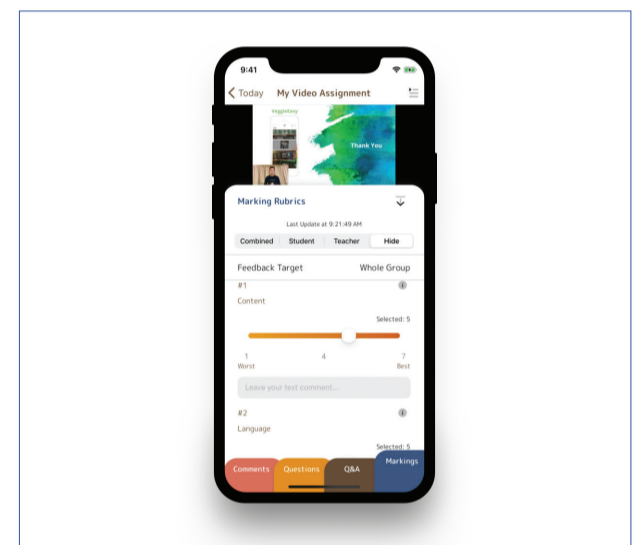 9:41
Today My Video Assignment
VeggieEasy
Thank You
Marking Rubrics
Last Update at 9:21:49 AM
Combined Student Teacher Hide
Feedback Target Whole Group
#1
Content
Selected: 5
1 4 7
Worst Best
Leave your text comment...
#2
Language
Selected: 5
Comments Questions Q&A Markings